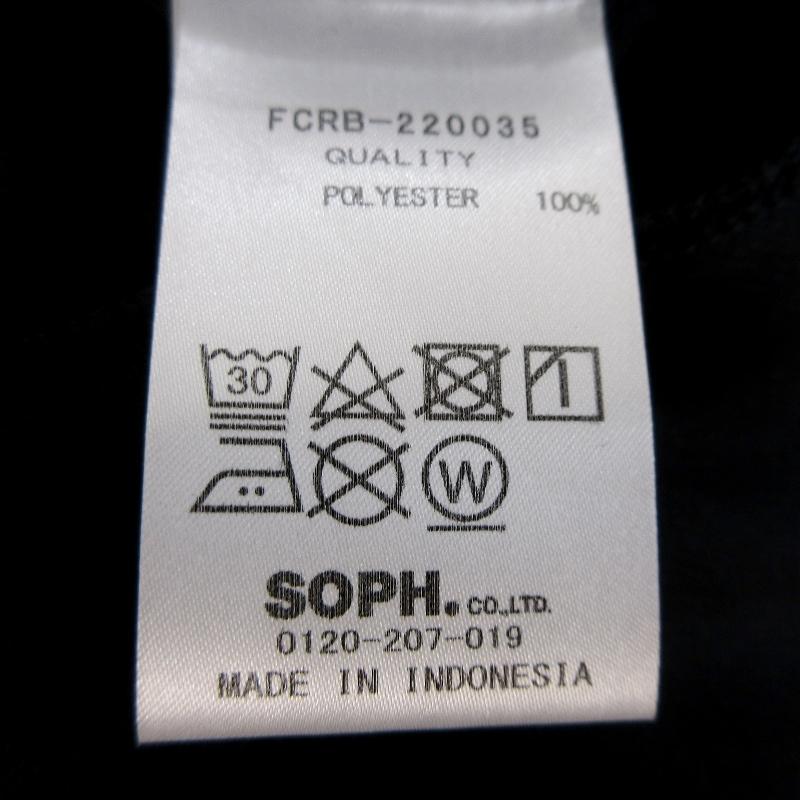 FCRB-220035
QUALITY
POLYESTER 100%
30
W
SOPH. CO.,LTD.
0120-207-019
MADE IN INDONESIA